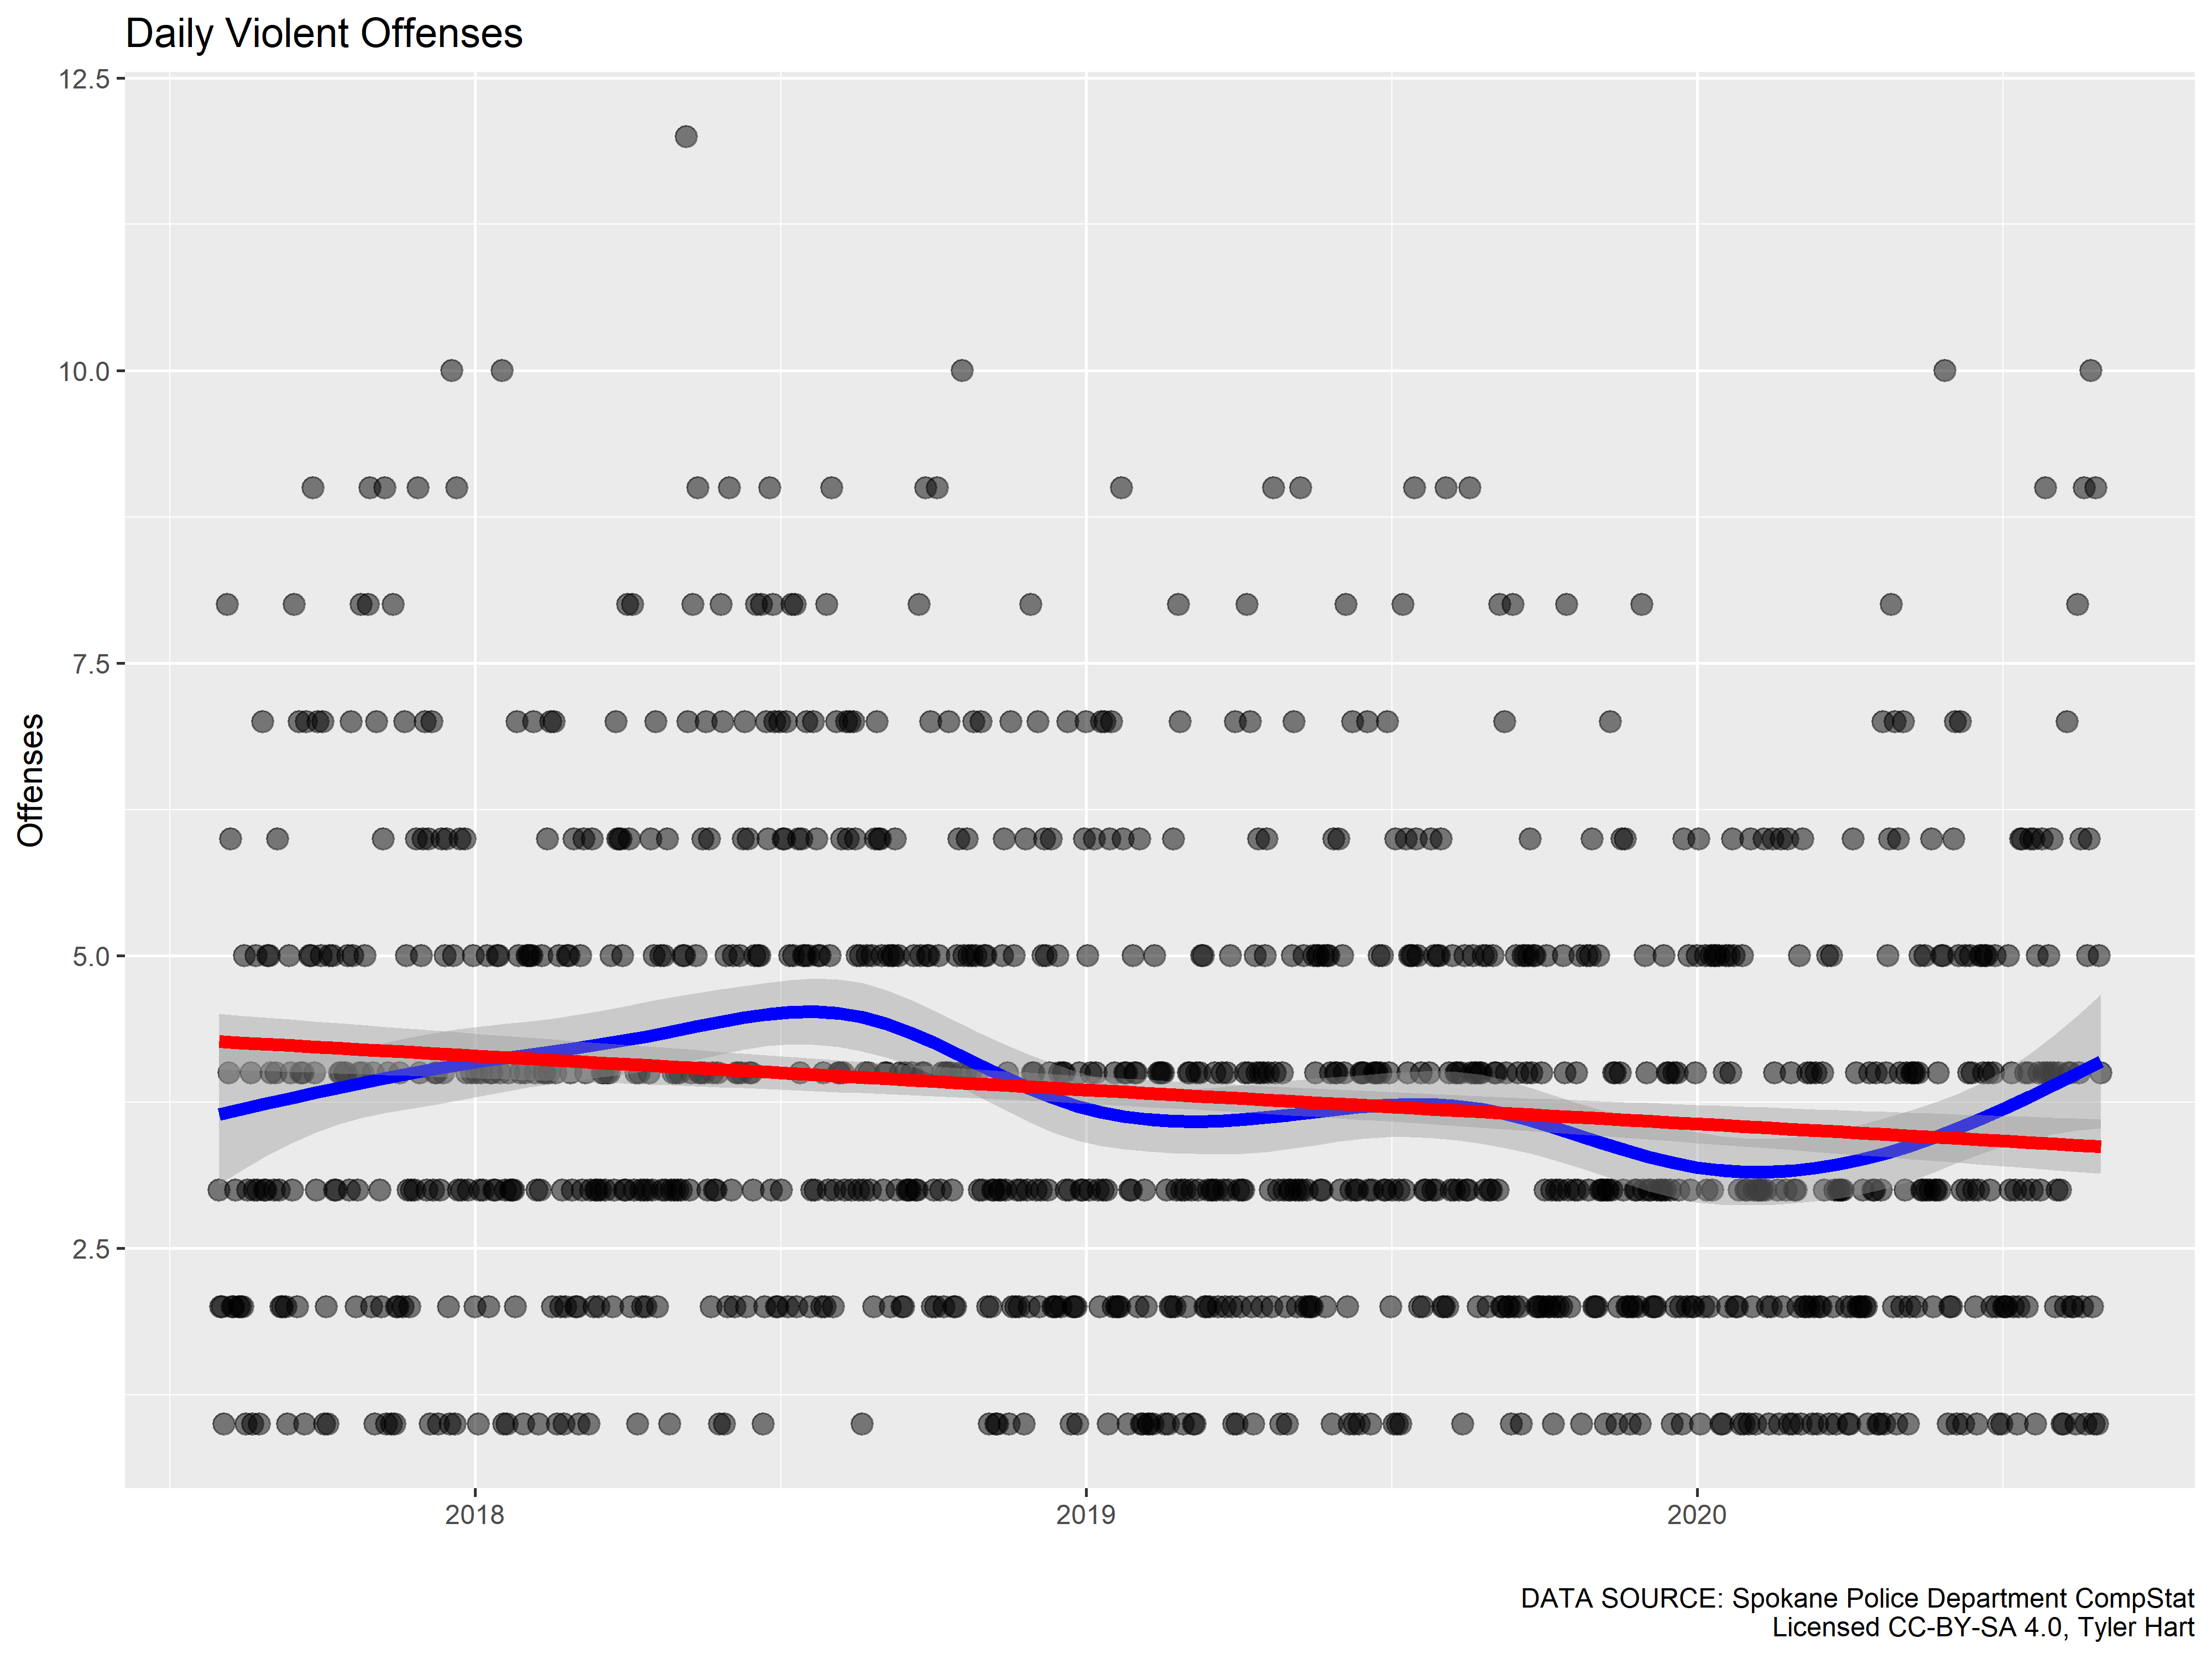 Daily Violent Offenses
12.5
10.0
7.5
5.0
2.5
Offenses
2018
2019
2020
DATA SOURCE: Spokane Police Department CompStat
Licensed CC-BY-SA 4.0, Tyler Hart